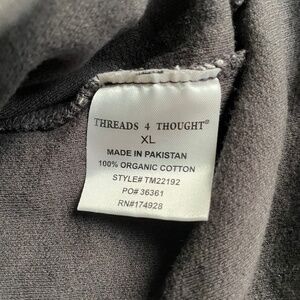 THREADS 4 THOUGHT®
XL
MADE IN PAKISTAN
100% ORGANIC COTTON
STYLE# TM22192
PO# 36361
RN#174928